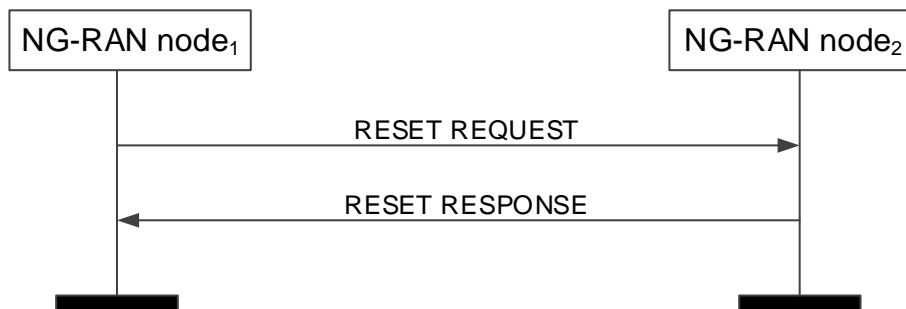 NG-RAN node₁
NG-RAN node₂
RESET REQUEST
RESET RESPONSE